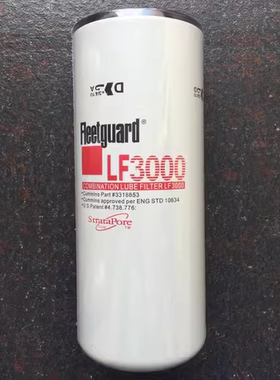 Fleetguard
LF3000
COMBINATION LUBE FILTER LF3000
•Cummins Part #3318853
•Cummins approved per ENG STD 10634
•U S Patent #4.738.776:
StrataPore
TM